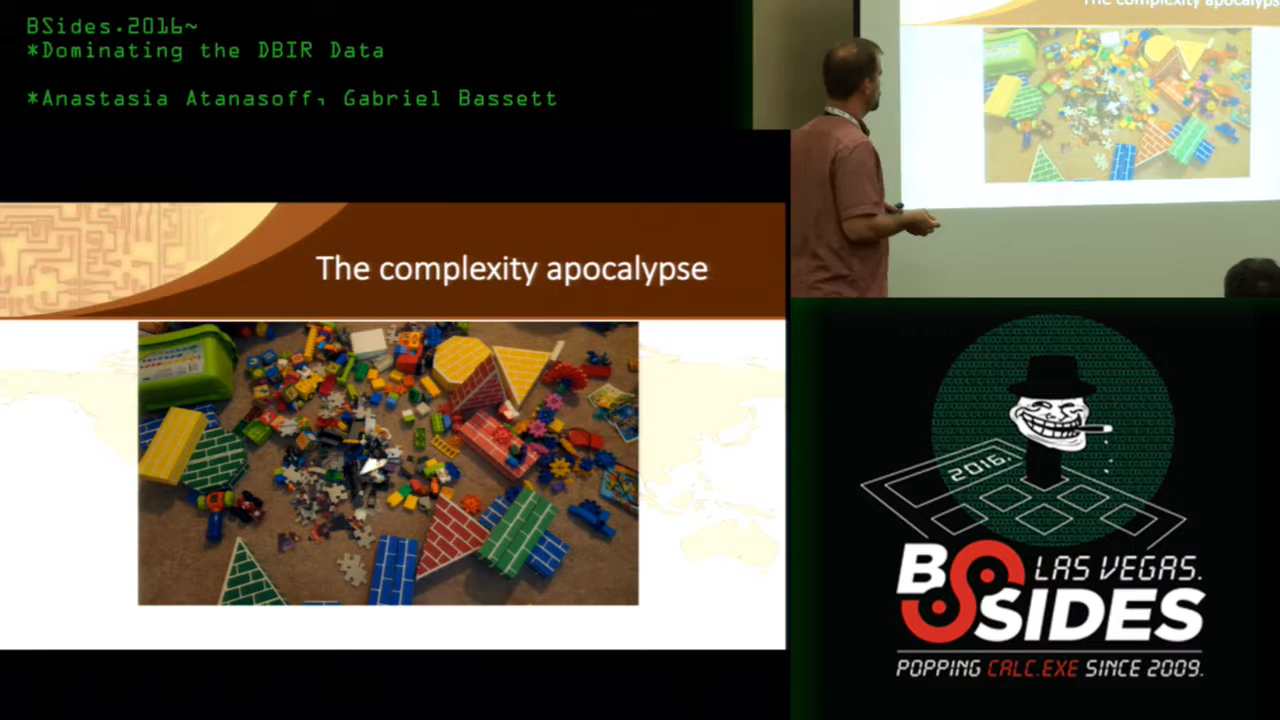 BSides.2016~
*Dominating the DBIR Data
*Anastasia Atanasoff, Gabriel Bassett
The complexity apocalypse
The complexity apocalyps
2016.
BSIDES
LAS VEGAS.
POPPING CALC.EXE SINCE 2009.